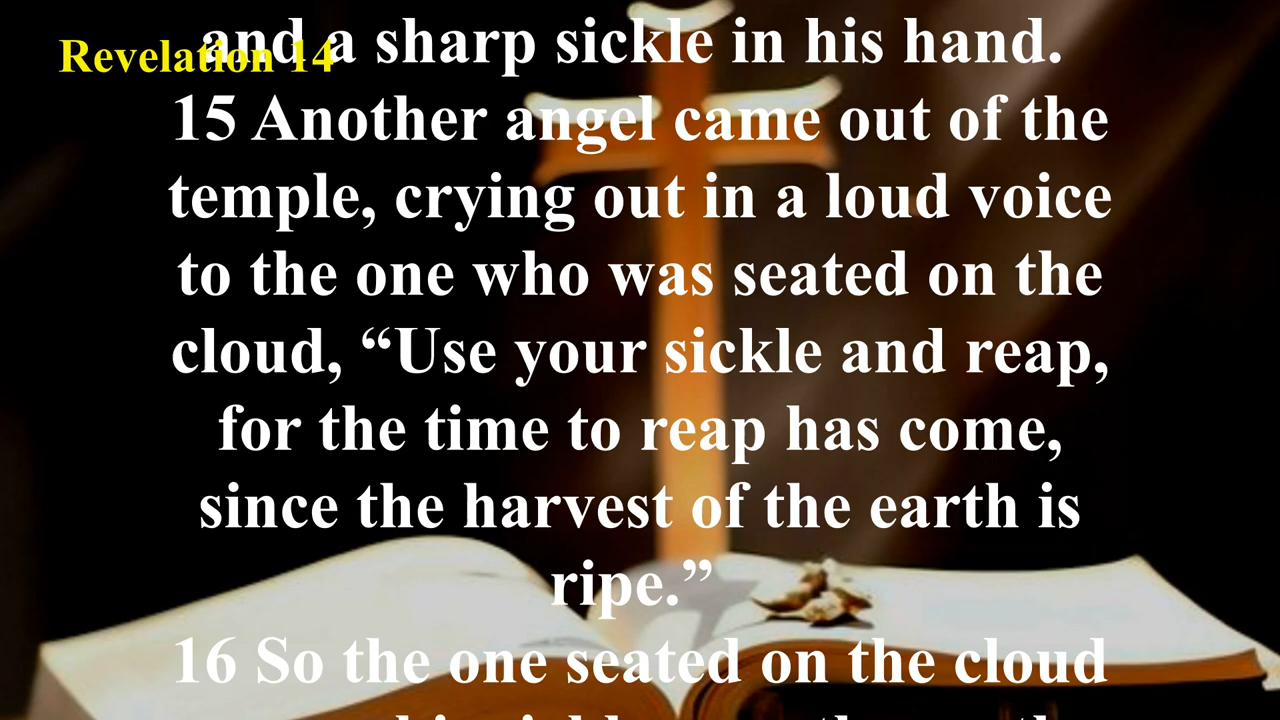 Revelation 14
and a sharp sickle in his hand.
15 Another angel came out of the
temple, crying out in a loud voice
to the one who was seated on the
cloud, “Use your sickle and reap,
for the time to reap has come,
since the harvest of the earth is
ripe.”
16 So the one seated on the cloud